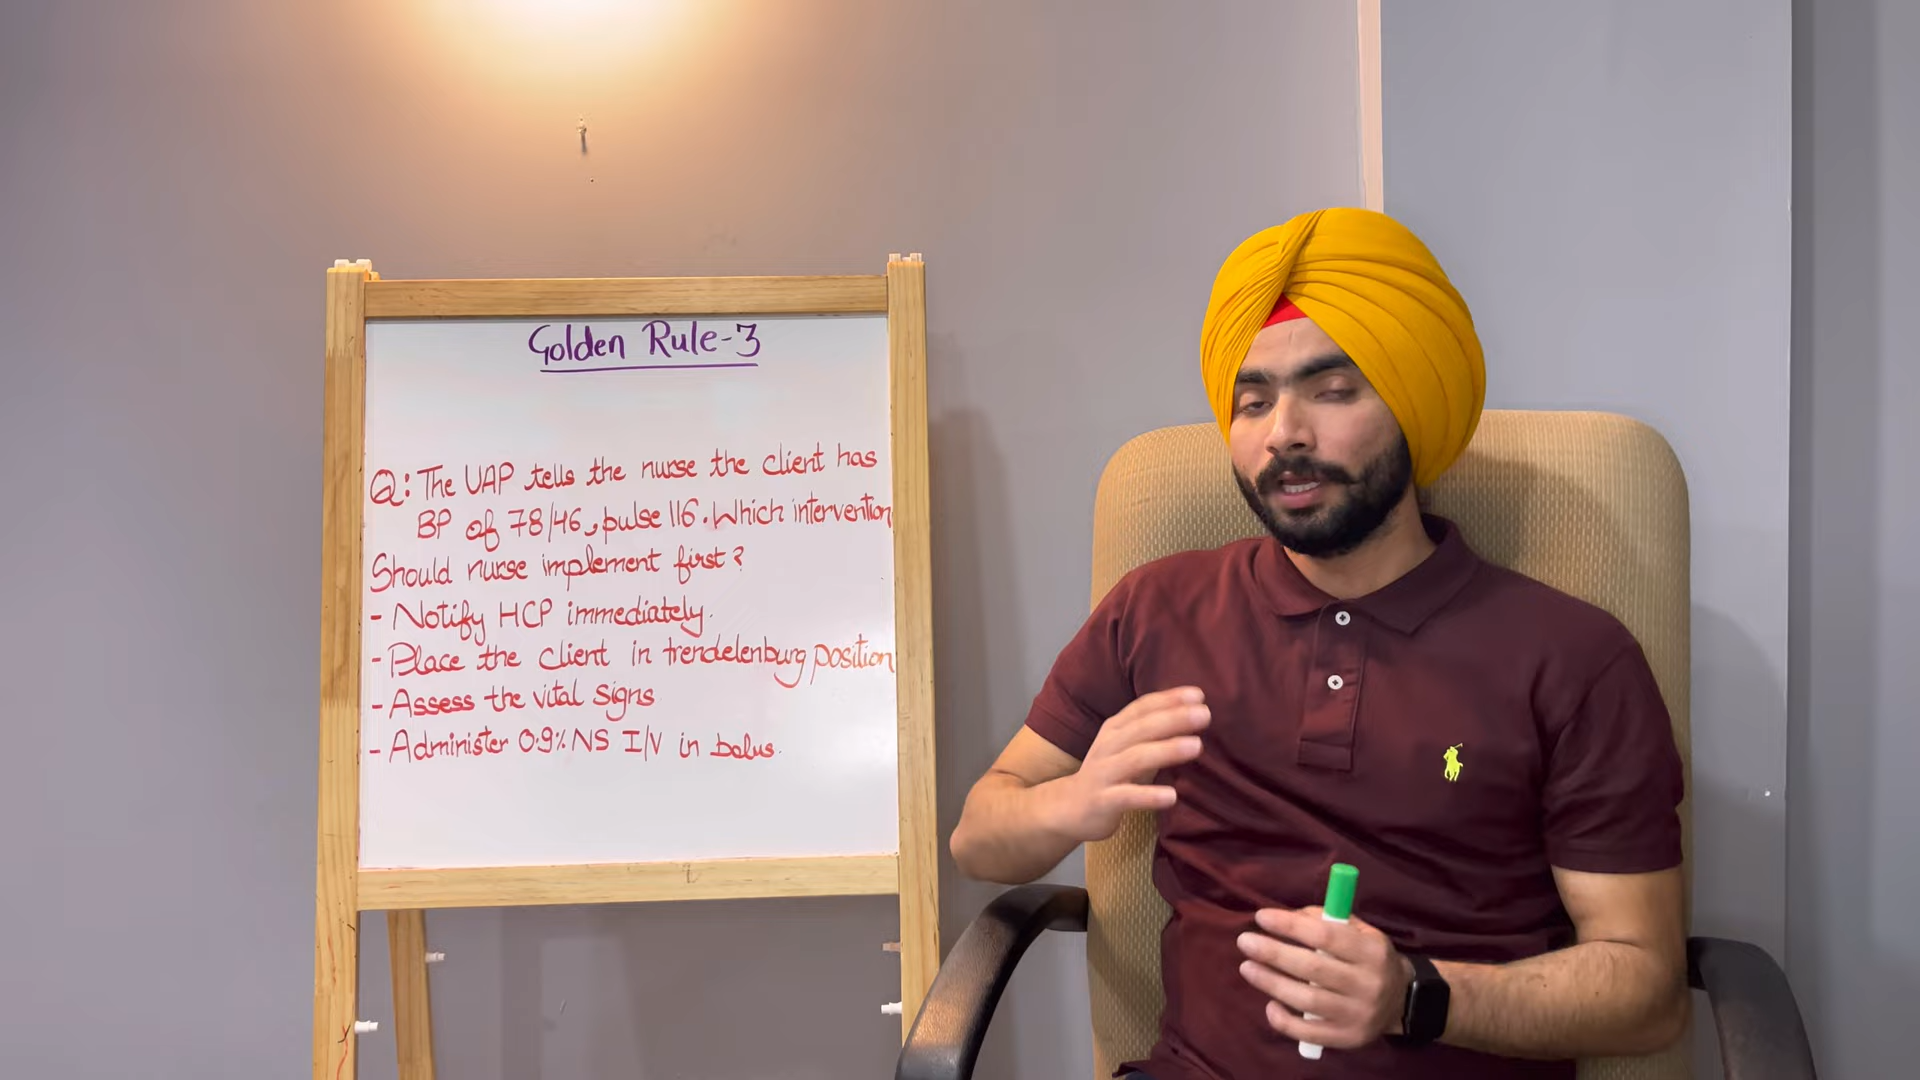 Golden Rule-3
Q: The UAP tells the nurse the client has
BP of 78/46, pulse 116. Which intervention
Should nurse implement first?
- Notify HCP immediately.
- Place the client in trendelenburg position
- Assess the vital signs
- Administer 0.9% NS I/V in bolus.